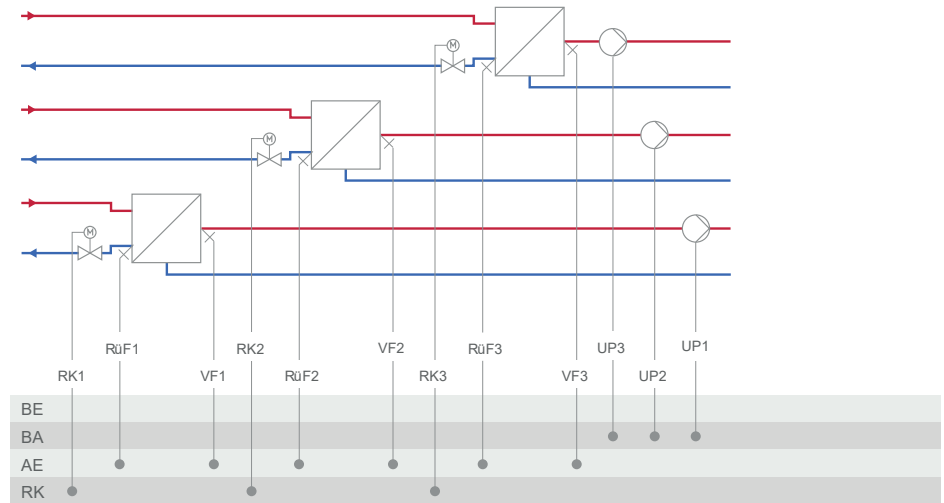 M
M
M
RüF1 RK2 VF2 RüF3 UP3 UP1
RK1 VF1 RüF2 RK3 VF3 UP2
BE
BA
AE
RK